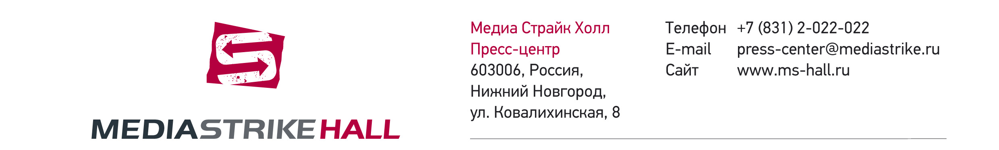 MEDIASTRIKEHALL
Медиа Страйк Холл
Пресс-центр
603006, Россия,
Нижний Новгород,
ул. Ковалихинская, 8
Телефон +7 (831) 2-022-022
E-mail press-center@mediastrike.ru
Сайт www.ms-hall.ru